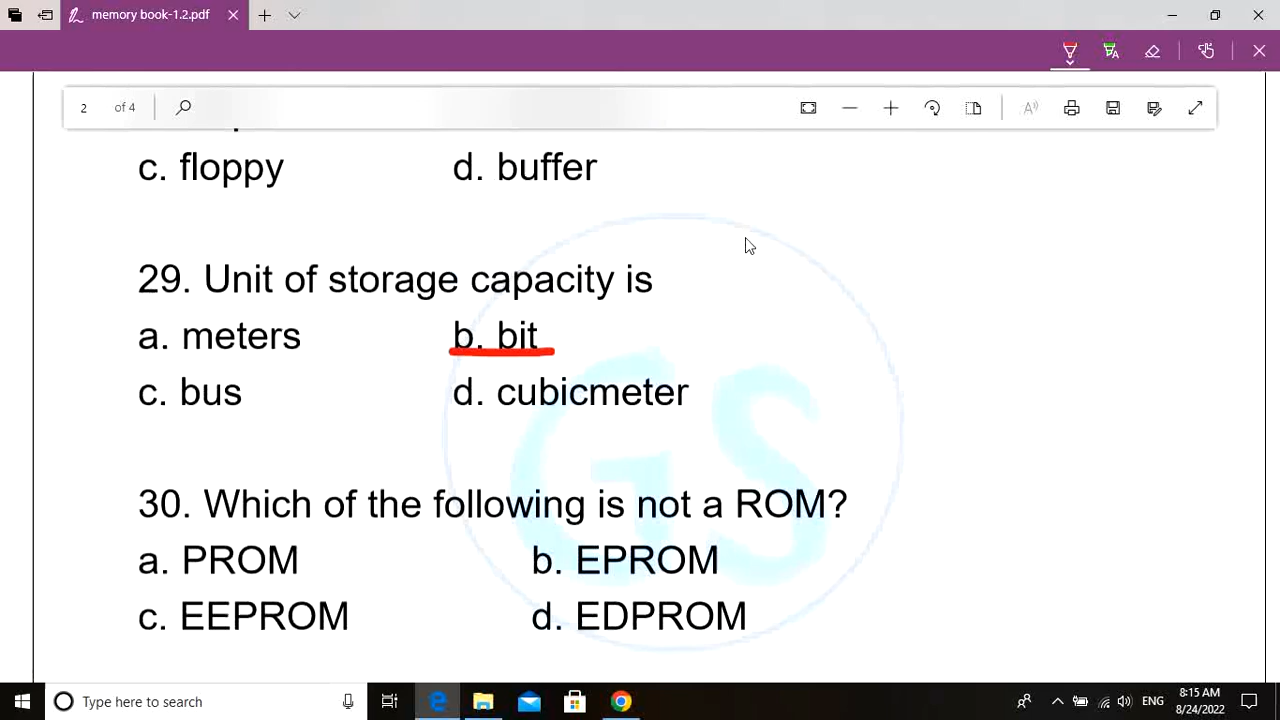 memory book-1.2.pdf
2 of 4
c. floppy d. buffer
29. Unit of storage capacity is
a. meters b. bit
c. bus d. cubicmeter
30. Which of the following is not a ROM?
a. PROM b. EPROM
c. EEPROM d. EDPROM
GS
Type here to search
ENG
8:15 AM
8/24/2022